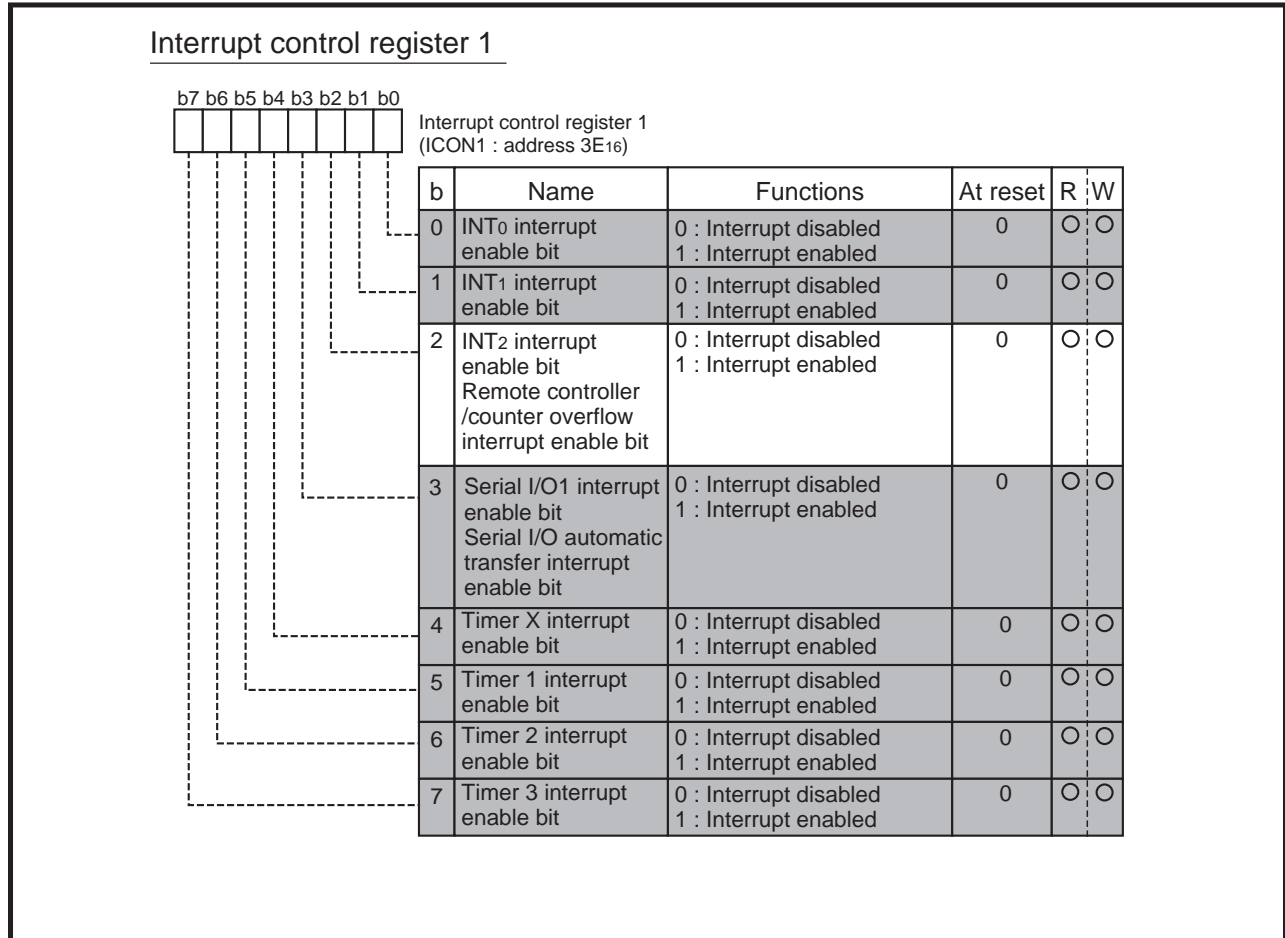 Interrupt control register 1
b7 b6 b5 b4 b3 b2 b1 b0
Interrupt control register 1
(ICON1 : address 3E16)
b Name Functions At reset R W
0 INT0 interrupt 0 : Interrupt disabled 0 O O
enable bit 1 : Interrupt enabled
1 INT1 interrupt 0 : Interrupt disabled 0 O O
enable bit 1 : Interrupt enabled
2 INT2 interrupt 0 : Interrupt disabled 0 O O
enable bit 1 : Interrupt enabled
Remote controller
/counter overflow
interrupt enable bit
3 Serial I/O1 interrupt 0 : Interrupt disabled 0 O O
enable bit 1 : Interrupt enabled
Serial I/O automatic
transfer interrupt
enable bit
4 Timer X interrupt 0 : Interrupt disabled 0 O O
enable bit 1 : Interrupt enabled
5 Timer 1 interrupt 0 : Interrupt disabled 0 O O
enable bit 1 : Interrupt enabled
6 Timer 2 interrupt 0 : Interrupt disabled 0 O O
enable bit 1 : Interrupt enabled
7 Timer 3 interrupt 0 : Interrupt disabled 0 O O
enable bit 1 : Interrupt enabled